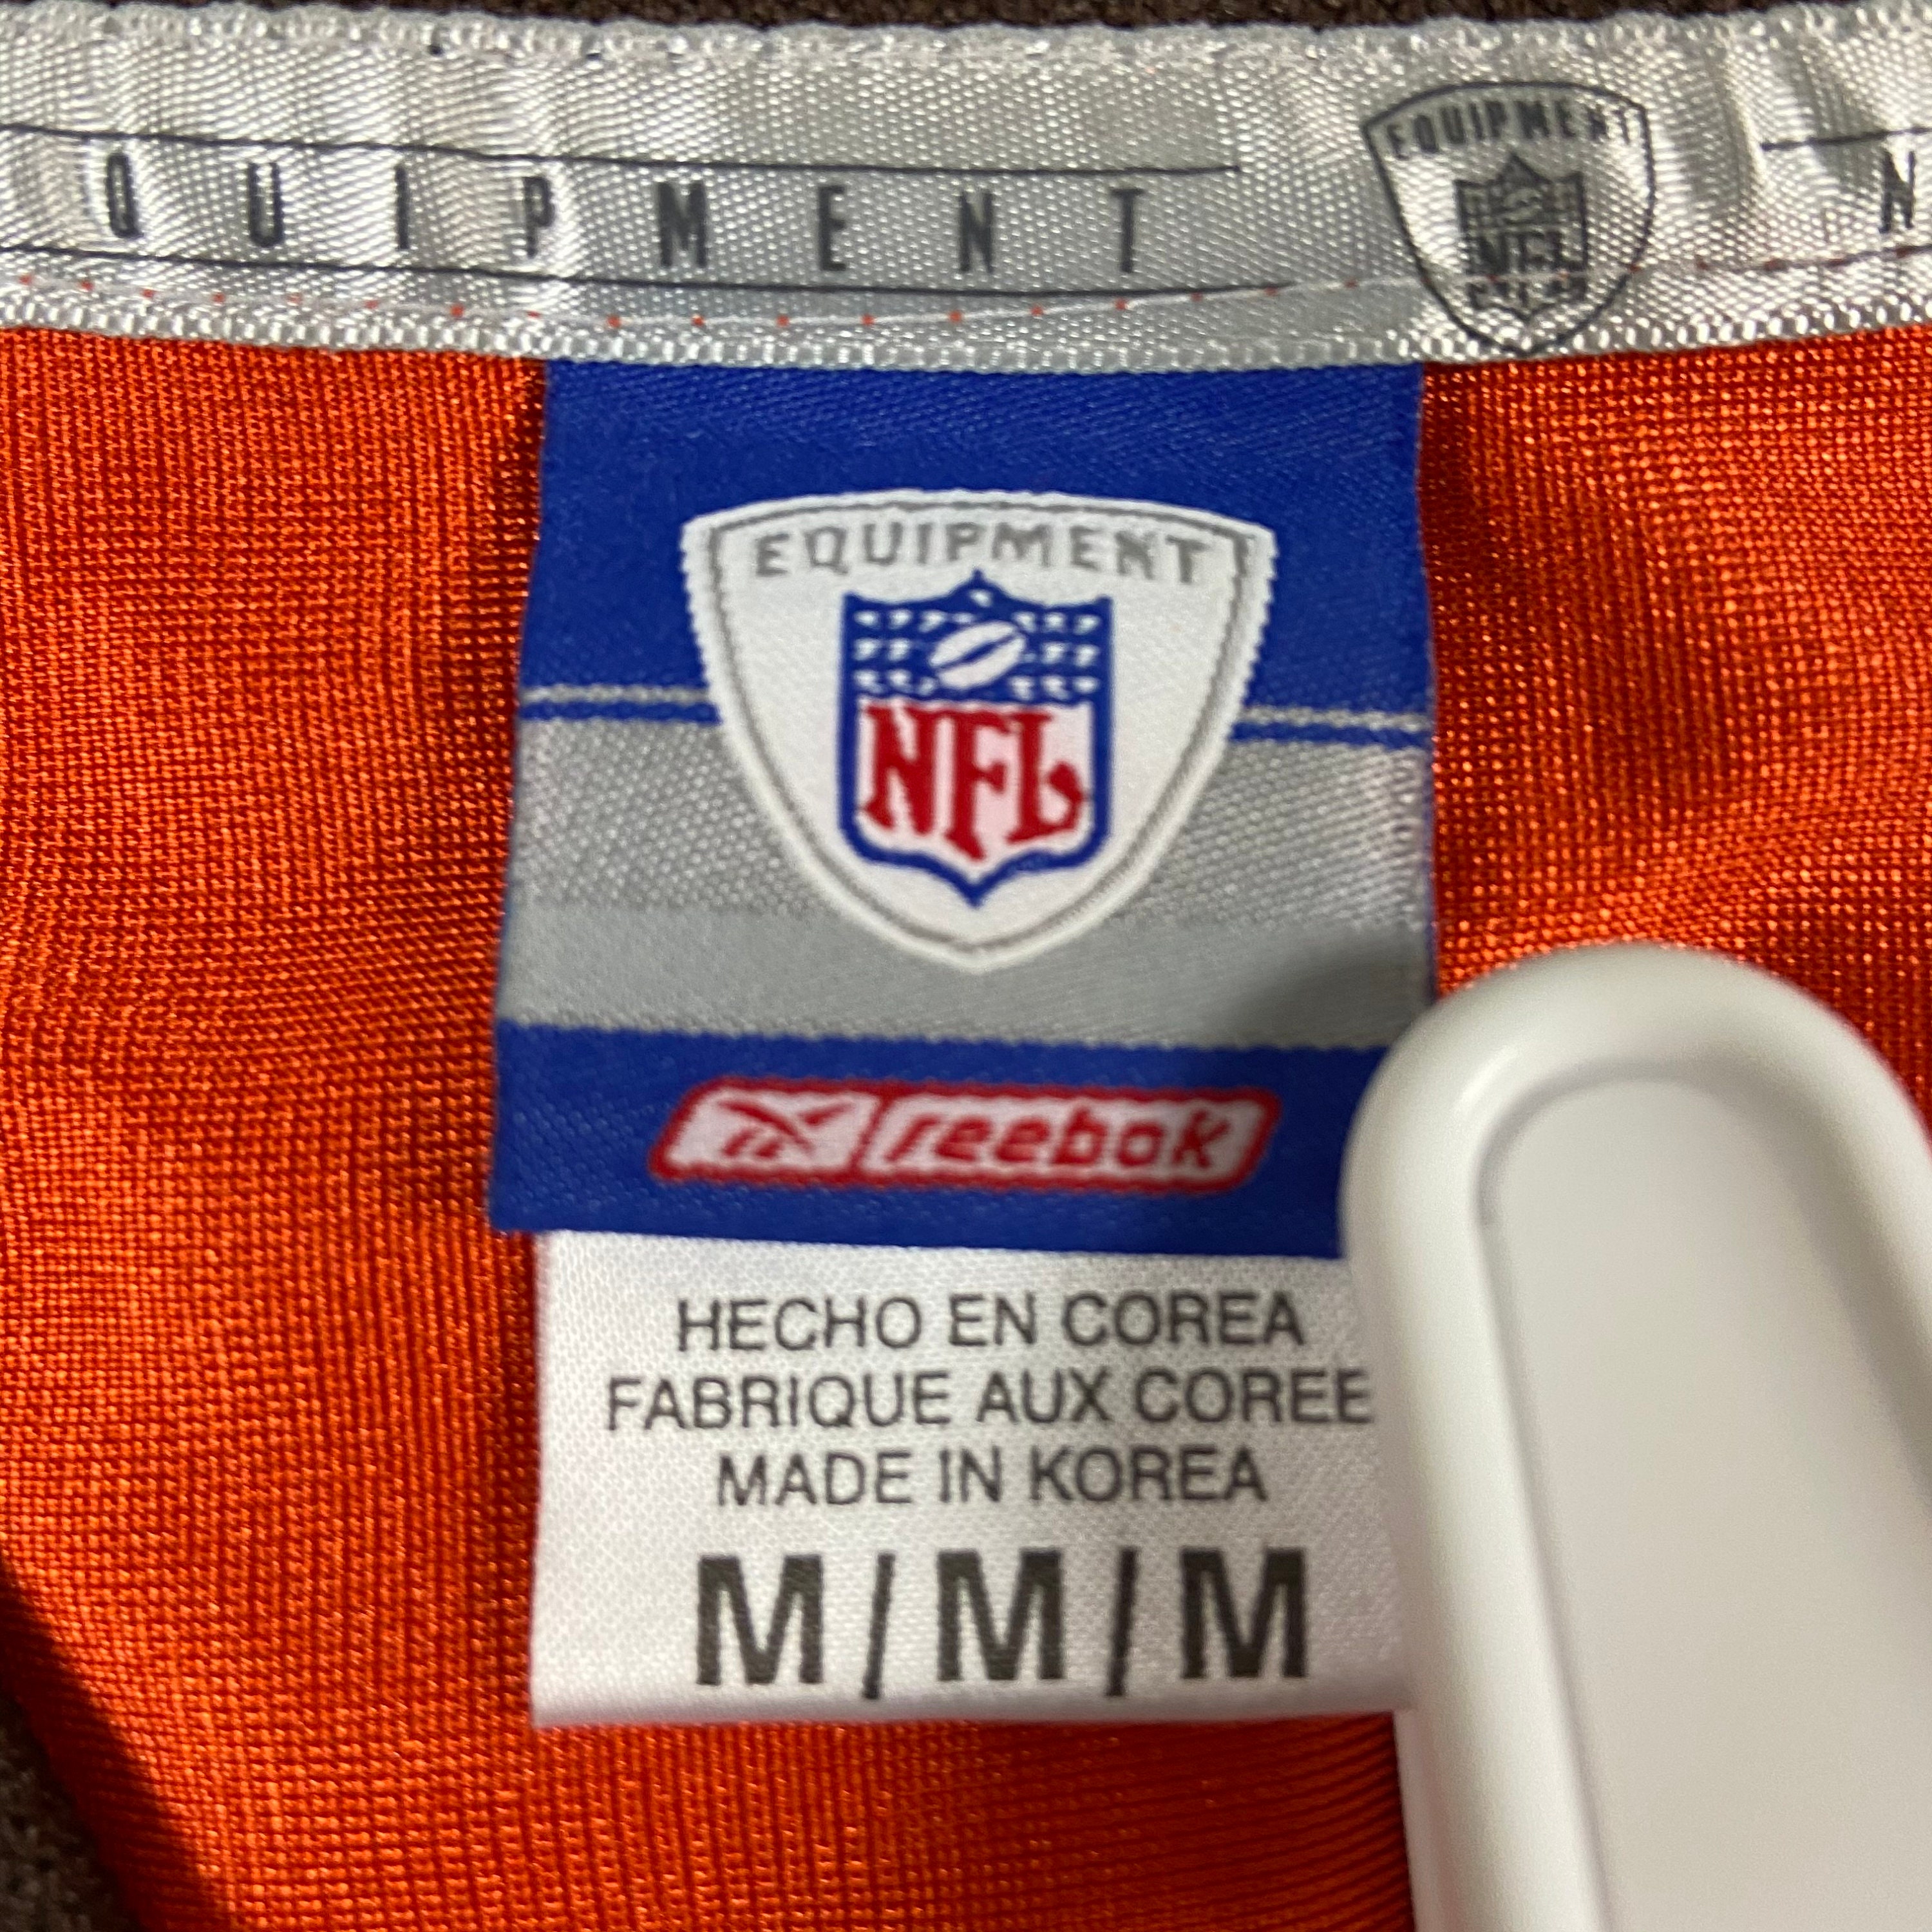 QUIPMENT
EQUIPMENT
NFL
N
EQUIPMENT
NFL
reebok
HECHO EN COREA
FABRIQUE AUX COREE
MADE IN KOREA
M/M/M